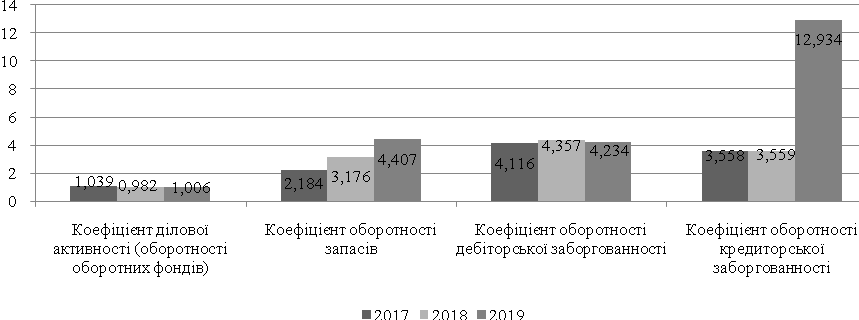 14
12
10
8
6
4
2
0
1,039
0,982
1,006
2,184
3,176
4,407
4,116
4,357
4,234
3,558
3,559
12,934
Коефіцієнт ділової
активності (оборотності
оборотних фондів)
Коефіцієнт оборотності
запасів
Коефіцієнт оборотності
дебіторської заборгованності
Коефіцієнт оборотності
кредиторської
заборгованності
2017 2018 2019